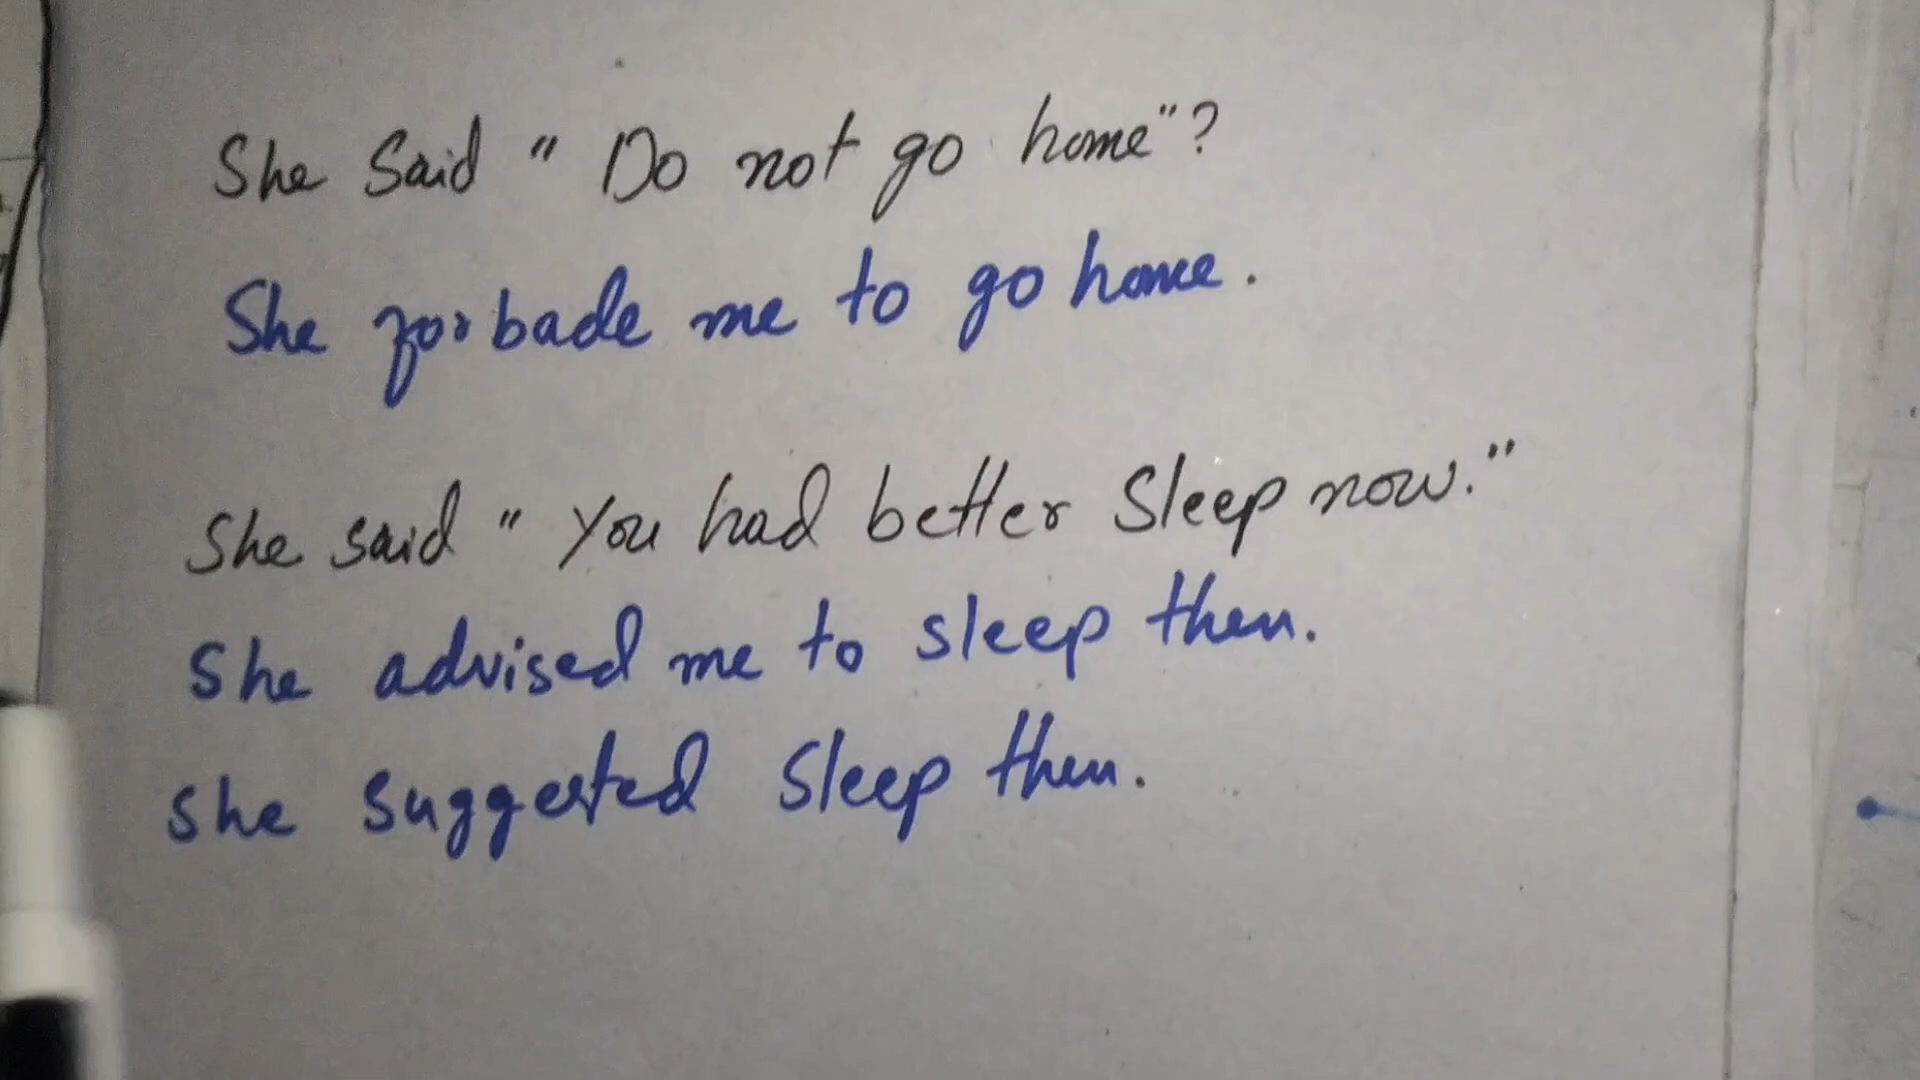 She Said " Do not go home"?
She forbade me to go home.
She said " You had better Sleep now."
She advised me to sleep then.
She suggested Sleep then.